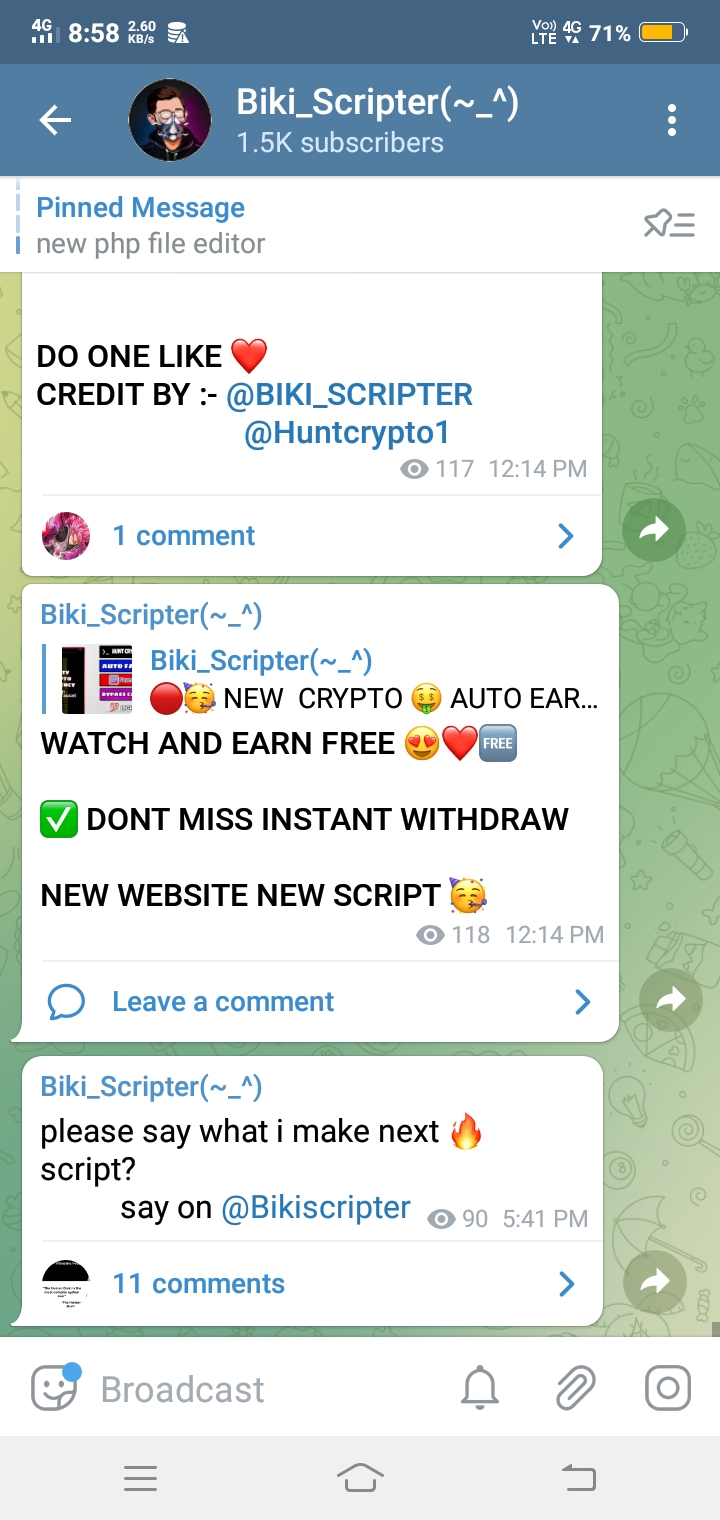 4G 8:58 2.60 KB/s Vo)) LTE 4G 71%
Biki_Scripter(~_^)
1.5K subscribers
Pinned Message
new php file editor
DO ONE LIKE ❤️
CREDIT BY :- @BIKI_SCRIPTER
@Huntcrypto1
117 12:14 PM
1 comment
Biki_Scripter(~_^)
Biki_Scripter(~_^)
🔴🥳 NEW CRYPTO 🤑 AUTO EAR...
WATCH AND EARN FREE 😍❤️🆓
✅ DONT MISS INSTANT WITHDRAW
NEW WEBSITE NEW SCRIPT 🥳
118 12:14 PM
Leave a comment
Biki_Scripter(~_^)
please say what i make next 🔥
script?
say on @Bikiscripter 90 5:41 PM
11 comments
Broadcast